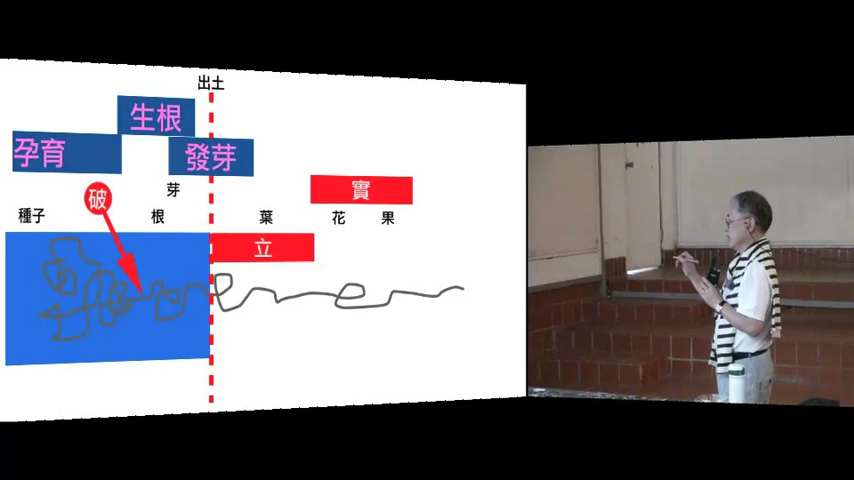 出土
生根
孕育
發芽
芽
破
實
種子 根 葉 花 果
立